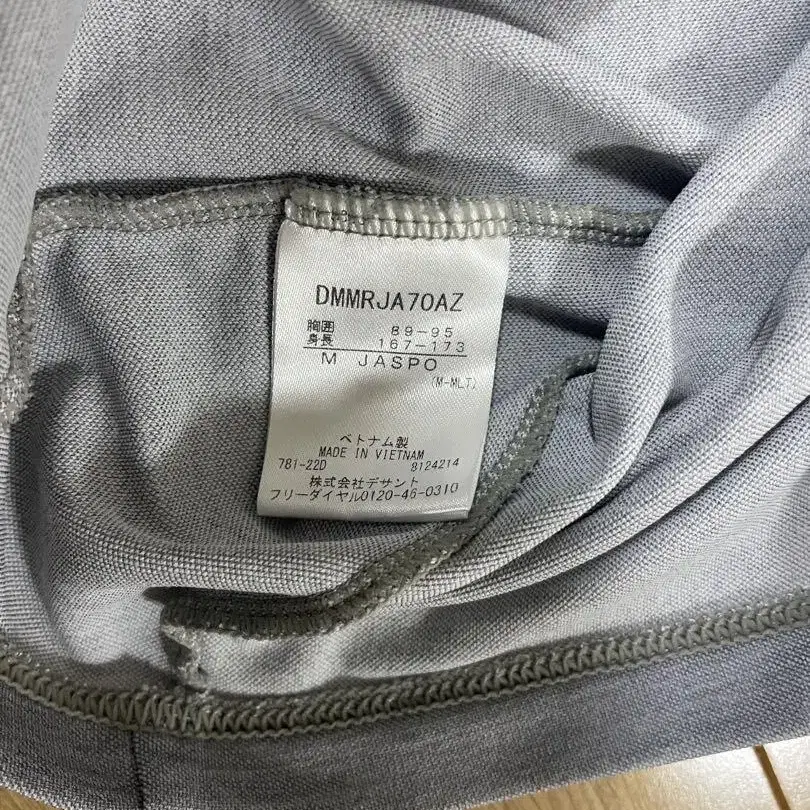 DMMRJA70AZ
胸囲 89-95
身長 167-173
M JASPO
(M-MLT)
ベトナム製
MADE IN VIETNAM
781-22D 8124214
株式会社デサント
フリーダイヤル0120-46-0310